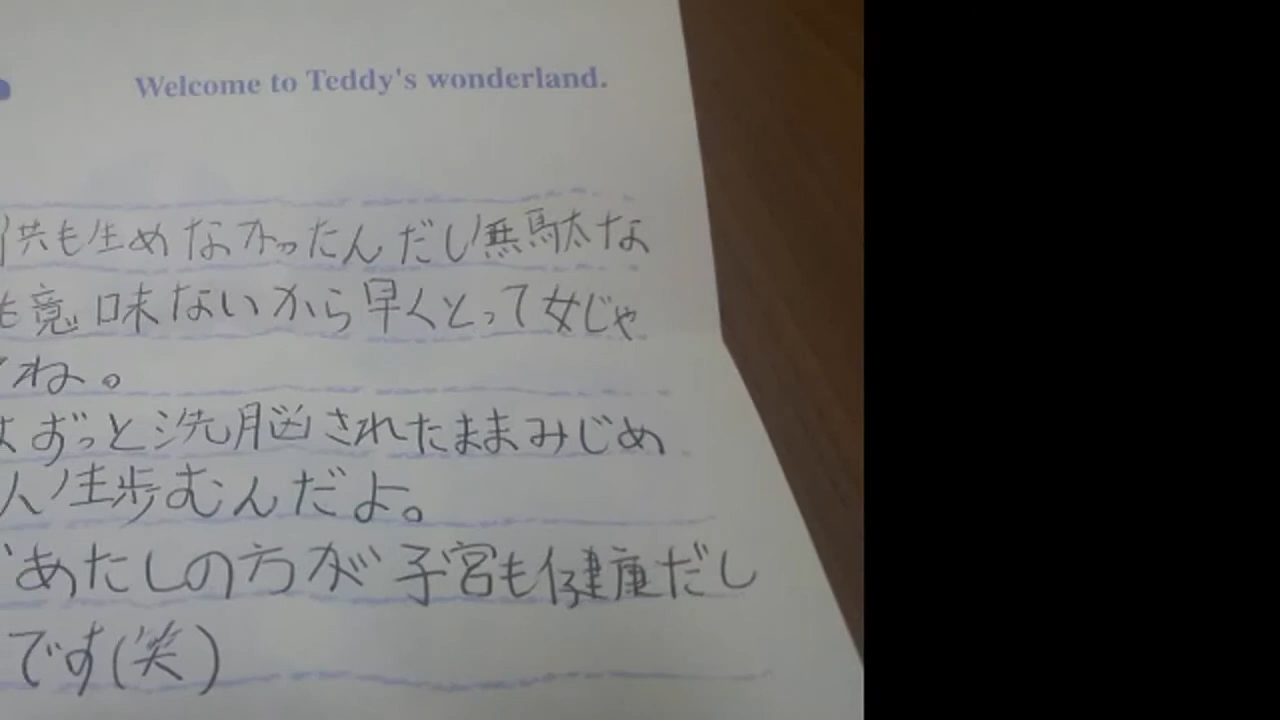 Welcome to Teddy's wonderland.
供も生めなかったんだし無駄な
も意味ないから早くとって女じゃ
てね。
はずっと洗脳されたままみじめ
人生歩むんだよ。
あたしの方が子宮も健康だし
です(笑)